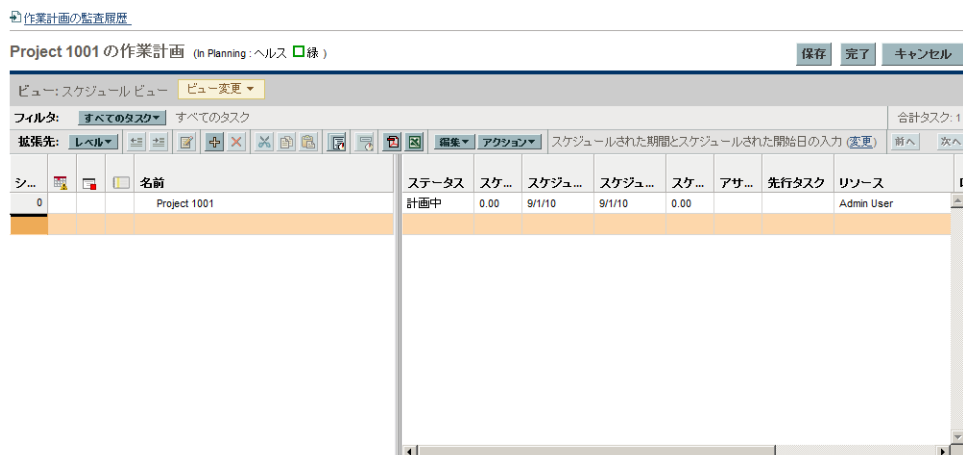 作業計画の監査履歴
Project 1001 の作業計画 (In Planning : ヘルス 緑 ) 保存 完了 キャンセル
ビュー: スケジュール ビュー ビュー変更
フィルタ: すべてのタスク すべてのタスク 合計タスク: 1
拡張先: レベル 編集 アクション スケジュールされた期間とスケジュールされた開始日の入力 (変更) 前へ 次へ
シ... 名前 ステータス スケ... スケジュ... スケジュ... スケ... アサ... 先行タスク リソース
0 Project 1001 計画中 0.00 9/1/10 9/1/10 0.00 Admin User